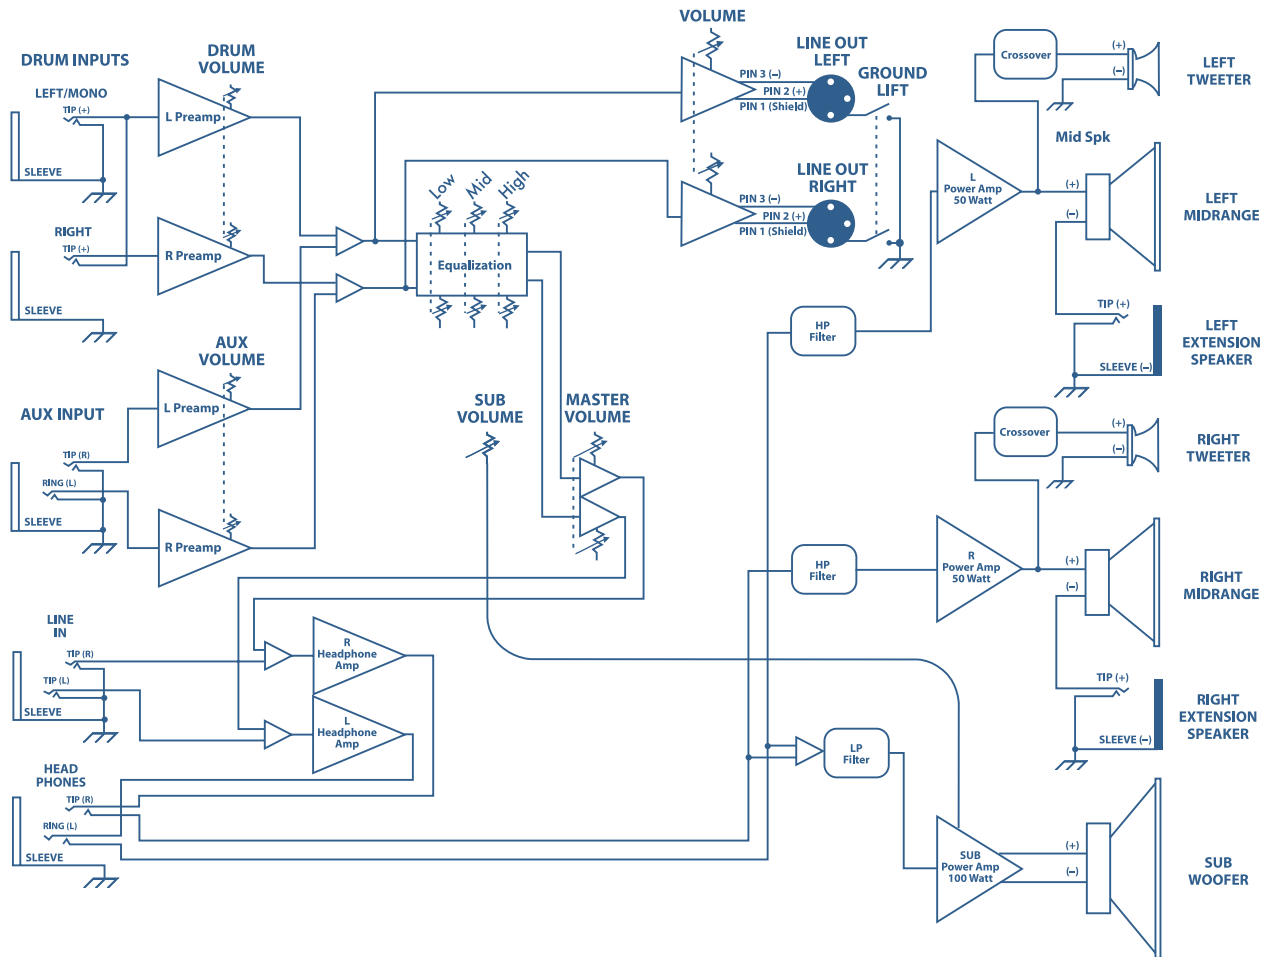 DRUM INPUTS
LEFT/MONO
TIP (+)
SLEEVE
RIGHT
TIP (+)
SLEEVE
DRUM
VOLUME
L Preamp
R Preamp
AUX
VOLUME
L Preamp
R Preamp
AUX INPUT
TIP (R)
RING (L)
SLEEVE
LINE
IN
TIP (R)
TIP (L)
SLEEVE
HEAD
PHONES
TIP (R)
RING (L)
SLEEVE
R
Headphone
Amp
L
Headphone
Amp
Low
Mid
High
Equalization
SUB
VOLUME
MASTER
VOLUME
VOLUME
LINE OUT
LEFT
PIN 3 (–)
PIN 2 (+)
PIN 1 (Shield)
GROUND
LIFT
LINE OUT
RIGHT
PIN 3 (–)
PIN 2 (+)
PIN 1 (Shield)
HP
Filter
HP
Filter
LP
Filter
L
Power Amp
50 Watt
R
Power Amp
50 Watt
SUB
Power Amp
100 Watt
Crossover
(+)
(–)
LEFT
TWEETER
Mid Spk
(+)
(–)
LEFT
MIDRANGE
TIP (+)
SLEEVE (–)
LEFT
EXTENSION
SPEAKER
Crossover
(+)
(–)
RIGHT
TWEETER
(+)
(–)
RIGHT
MIDRANGE
TIP (+)
SLEEVE (–)
RIGHT
EXTENSION
SPEAKER
(+)
(–)
SUB
WOOFER